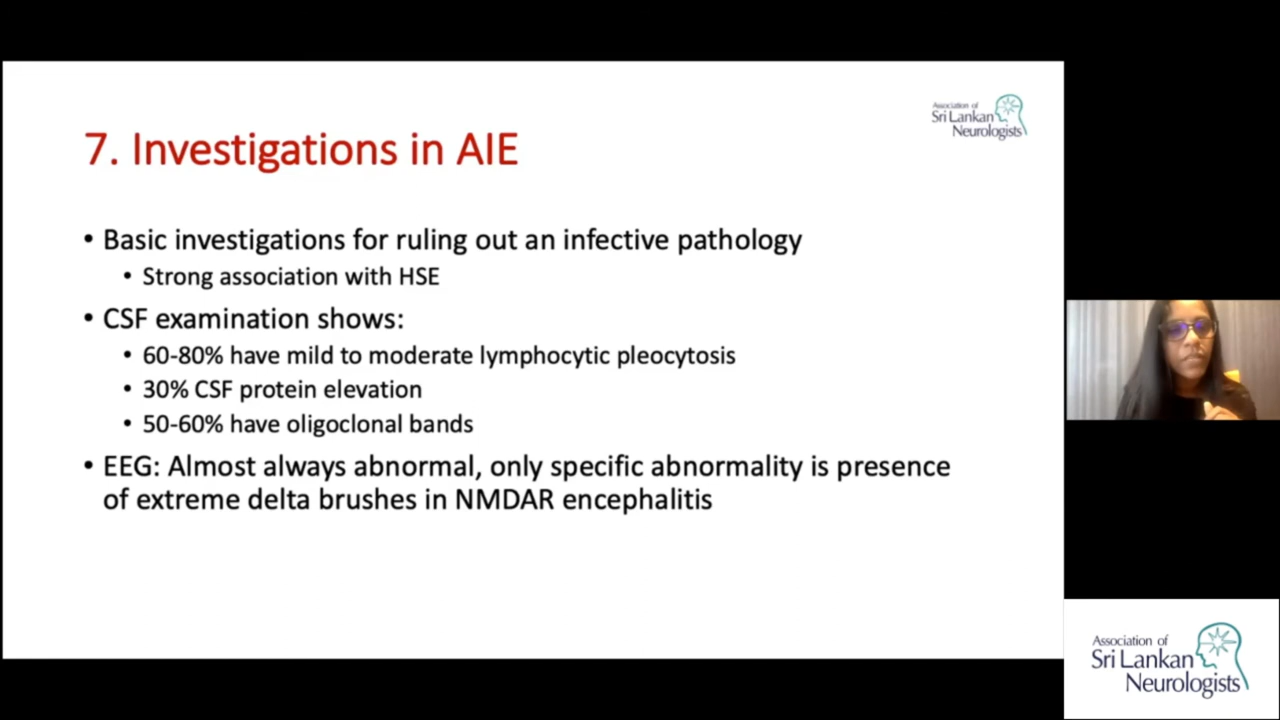 Association of
Sri Lankan
Neurologists
7. Investigations in AIE
• Basic investigations for ruling out an infective pathology
• Strong association with HSE
• CSF examination shows:
• 60-80% have mild to moderate lymphocytic pleocytosis
• 30% CSF protein elevation
• 50-60% have oligoclonal bands
• EEG: Almost always abnormal, only specific abnormality is presence
of extreme delta brushes in NMDAR encephalitis
Association of
Sri Lankan
Neurologists